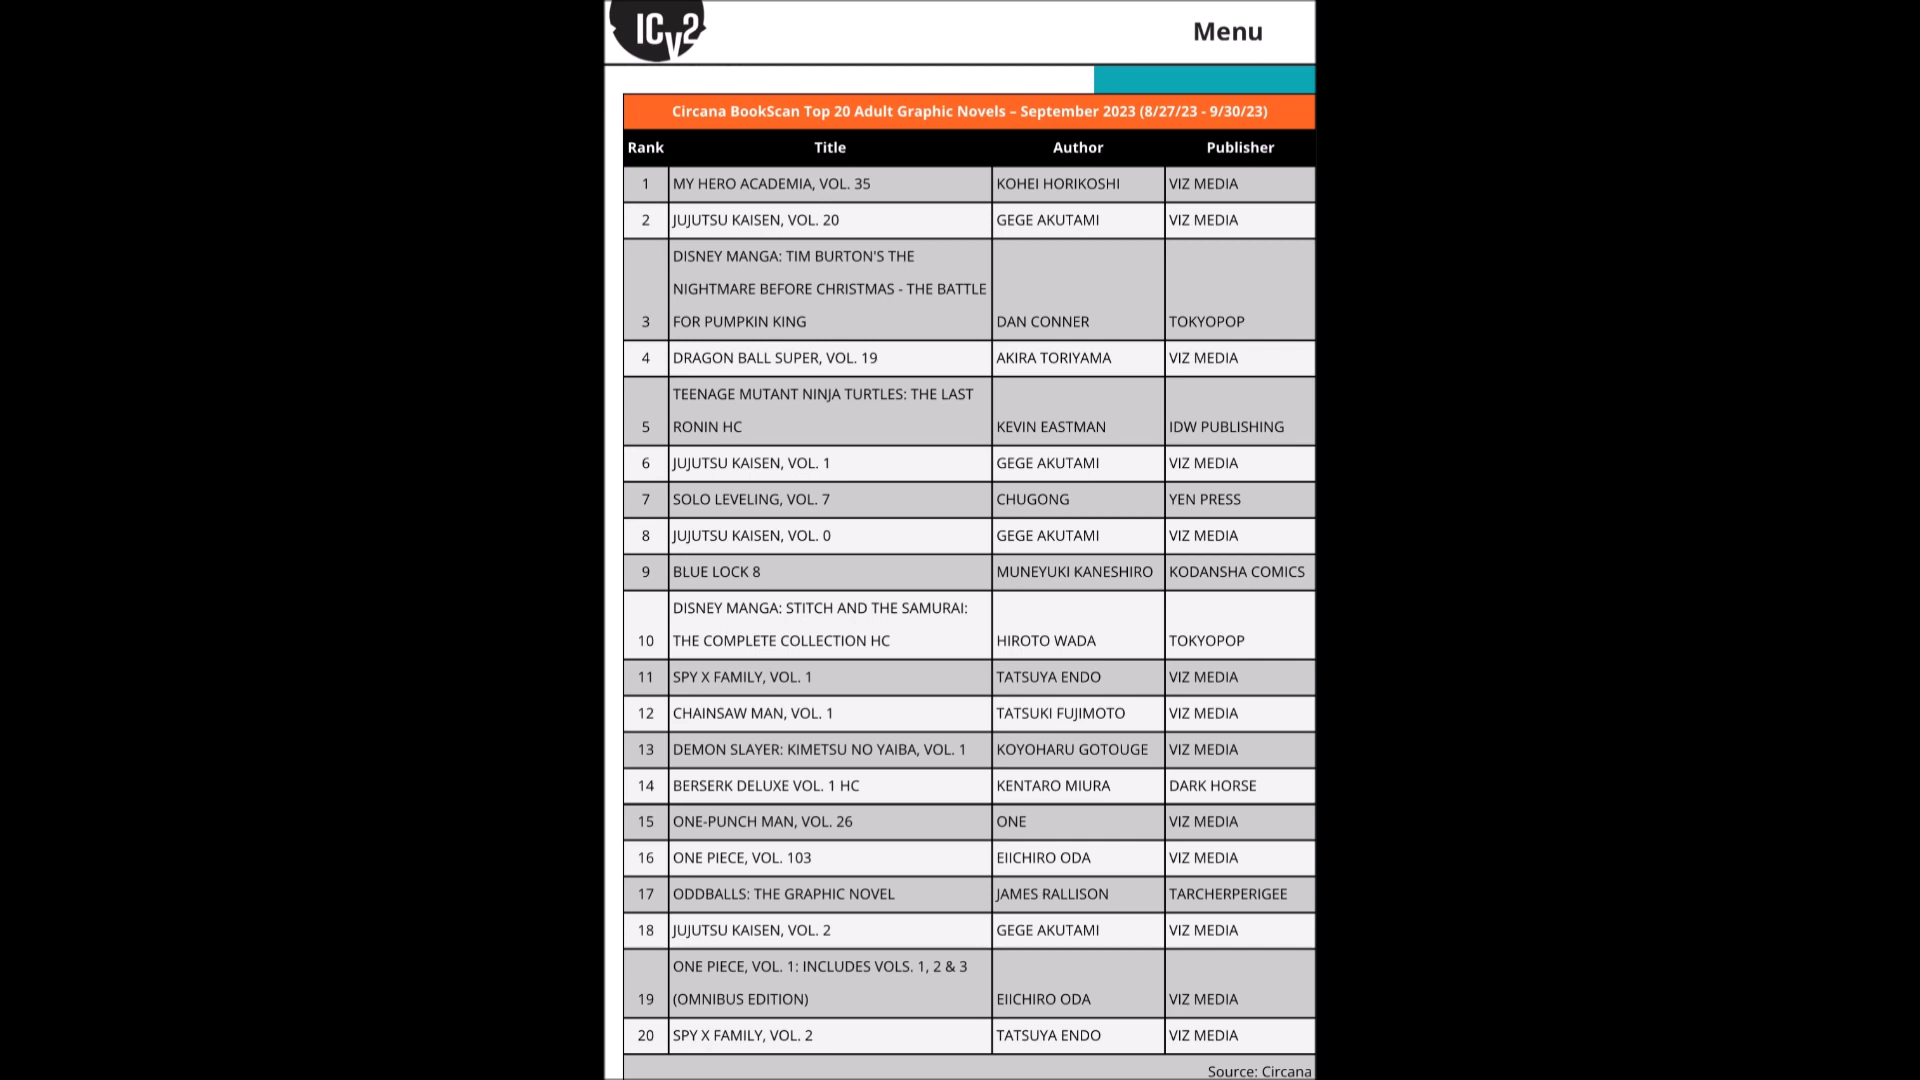 ICv2
Menu
Circana BookScan Top 20 Adult Graphic Novels – September 2023 (8/27/23 - 9/30/23)
Rank Title Author Publisher
1 MY HERO ACADEMIA, VOL. 35 KOHEI HORIKOSHI VIZ MEDIA
2 JUJUTSU KAISEN, VOL. 20 GEGE AKUTAMI VIZ MEDIA
DISNEY MANGA: TIM BURTON'S THE
NIGHTMARE BEFORE CHRISTMAS - THE BATTLE
3 FOR PUMPKIN KING DAN CONNER TOKYOPOP
4 DRAGON BALL SUPER, VOL. 19 AKIRA TORIYAMA VIZ MEDIA
TEENAGE MUTANT NINJA TURTLES: THE LAST
5 RONIN HC KEVIN EASTMAN IDW PUBLISHING
6 JUJUTSU KAISEN, VOL. 1 GEGE AKUTAMI VIZ MEDIA
7 SOLO LEVELING, VOL. 7 CHUGONG YEN PRESS
8 JUJUTSU KAISEN, VOL. 0 GEGE AKUTAMI VIZ MEDIA
9 BLUE LOCK 8 MUNEYUKI KANESHIRO KODANSHA COMICS
DISNEY MANGA: STITCH AND THE SAMURAI:
10 THE COMPLETE COLLECTION HC HIROTO WADA TOKYOPOP
11 SPY X FAMILY, VOL. 1 TATSUYA ENDO VIZ MEDIA
12 CHAINSAW MAN, VOL. 1 TATSUKI FUJIMOTO VIZ MEDIA
13 DEMON SLAYER: KIMETSU NO YAIBA, VOL. 1 KOYOHARU GOTOUGE VIZ MEDIA
14 BERSERK DELUXE VOL. 1 HC KENTARO MIURA DARK HORSE
15 ONE-PUNCH MAN, VOL. 26 ONE VIZ MEDIA
16 ONE PIECE, VOL. 103 EIICHIRO ODA VIZ MEDIA
17 ODDBALLS: THE GRAPHIC NOVEL JAMES RALLISON TARCHERPERIGEE
18 JUJUTSU KAISEN, VOL. 2 GEGE AKUTAMI VIZ MEDIA
ONE PIECE, VOL. 1: INCLUDES VOLS. 1, 2 & 3
19 (OMNIBUS EDITION) EIICHIRO ODA VIZ MEDIA
20 SPY X FAMILY, VOL. 2 TATSUYA ENDO VIZ MEDIA
Source: Circana